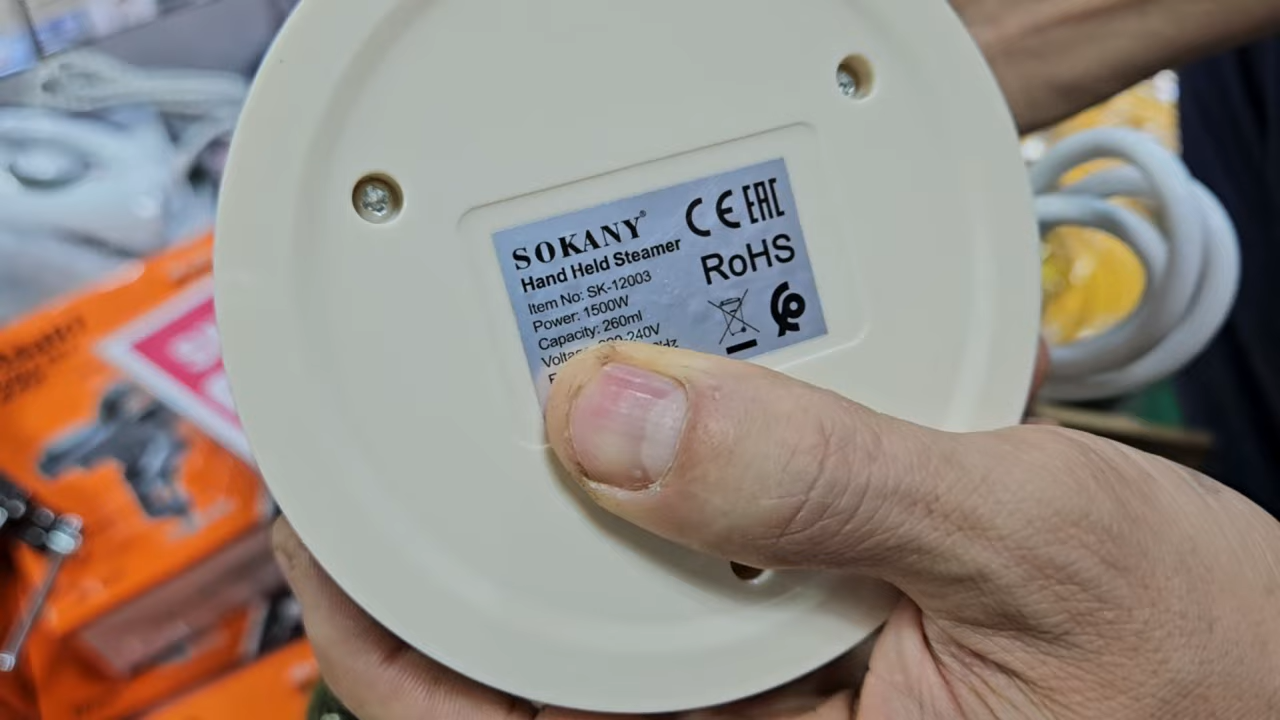 SOKANY®
Hand Held Steamer
Item No: SK-12003
Power: 1500W
Capacity: 260ml
CE EAC
RoHS